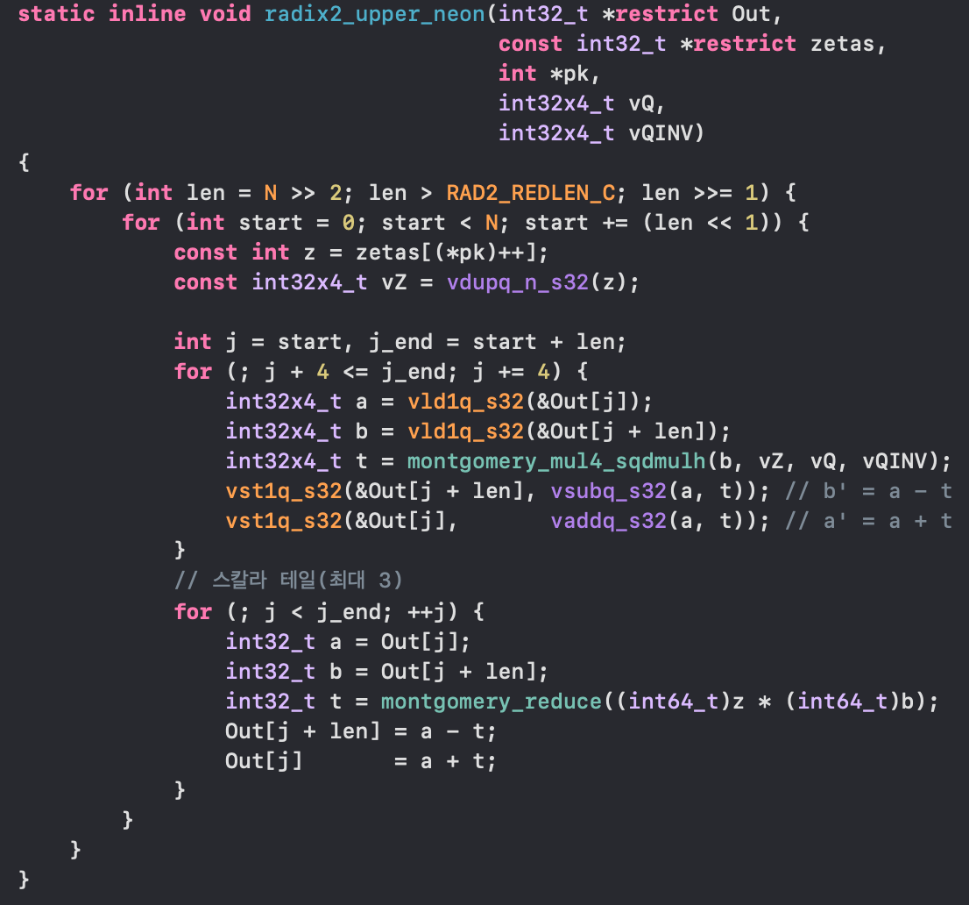 static inline void radix2_upper_neon(int32_t *restrict Out,
                                     const int32_t *restrict zetas,
                                     int *pk,
                                     int32x4_t vQ,
                                     int32x4_t vQINV)
{
    for (int len = N >> 2; len > RAD2_REDLEN_C; len >>= 1) {
        for (int start = 0; start < N; start += (len << 1)) {
            const int z = zetas[(*pk)++];
            const int32x4_t vZ = vdupq_n_s32(z);

            int j = start, j_end = start + len;
            for (; j + 4 <= j_end; j += 4) {
                int32x4_t a = vld1q_s32(&Out[j]);
                int32x4_t b = vld1q_s32(&Out[j + len]);
                int32x4_t t = montgomery_mul4_sqdmulh(b, vZ, vQ, vQINV);
                vst1q_s32(&Out[j + len], vsubq_s32(a, t)); // b' = a - t
                vst1q_s32(&Out[j],       vaddq_s32(a, t)); // a' = a + t
            }
            // 스칼라 테일(최대 3)
            for (; j < j_end; ++j) {
                int32_t a = Out[j];
                int32_t b = Out[j + len];
                int32_t t = montgomery_reduce((int64_t)z * (int64_t)b);
                Out[j + len] = a - t;
                Out[j]       = a + t;
            }
        }
    }
}